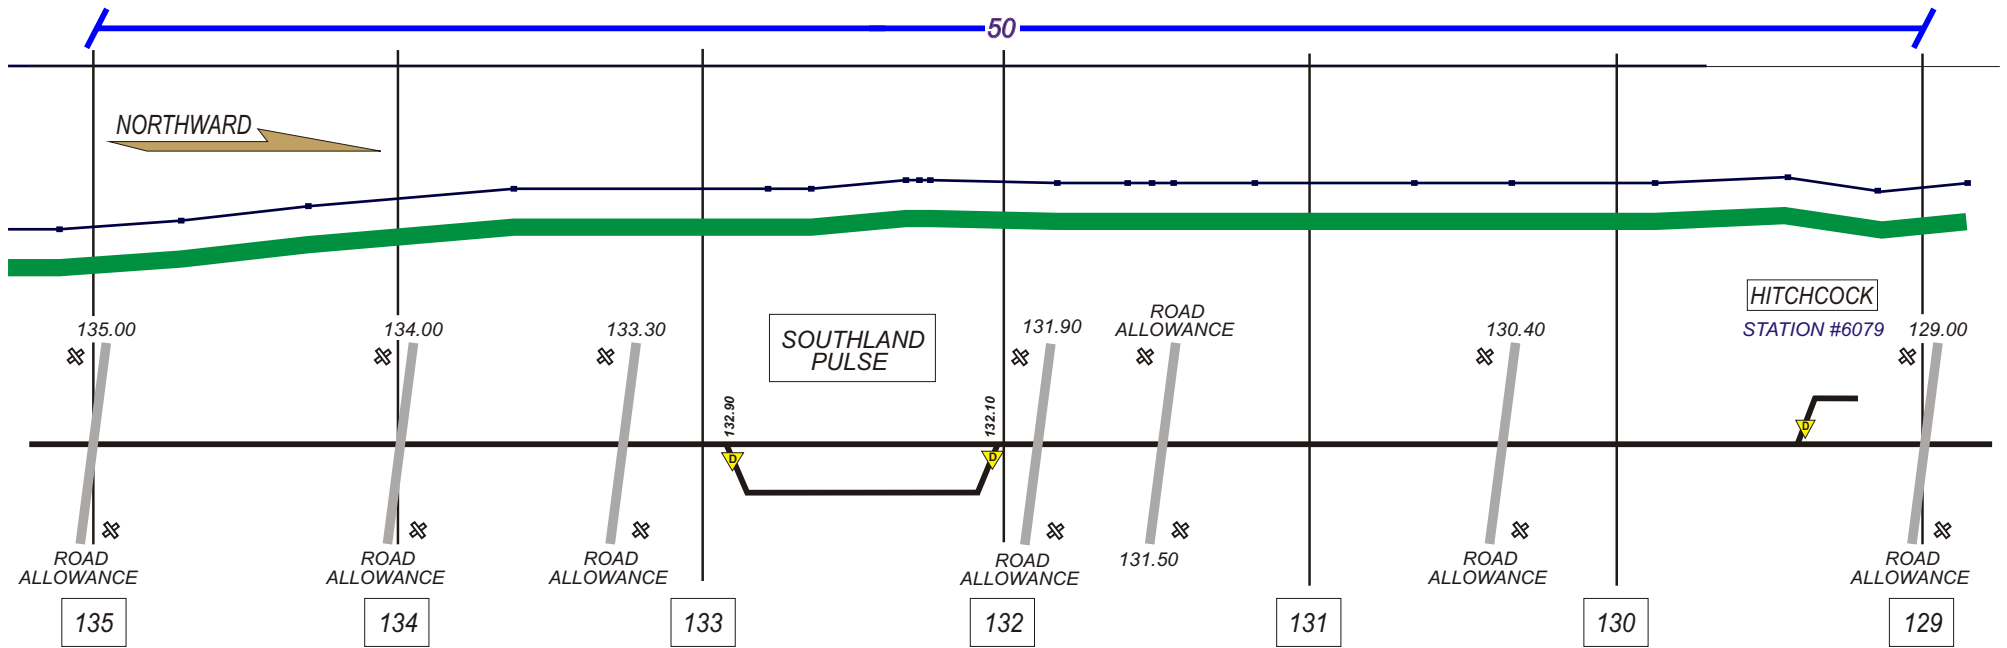 50
NORTHWARD
HITCHCOCK
STATION #6079
135.00
134.00
133.30
SOUTHLAND
PULSE
131.90
ROAD
ALLOWANCE
130.40
129.00
132.90
132.10
D
D
D
ROAD
ALLOWANCE
ROAD
ALLOWANCE
ROAD
ALLOWANCE
ROAD
ALLOWANCE
131.50
ROAD
ALLOWANCE
ROAD
ALLOWANCE
135
134
133
132
131
130
129